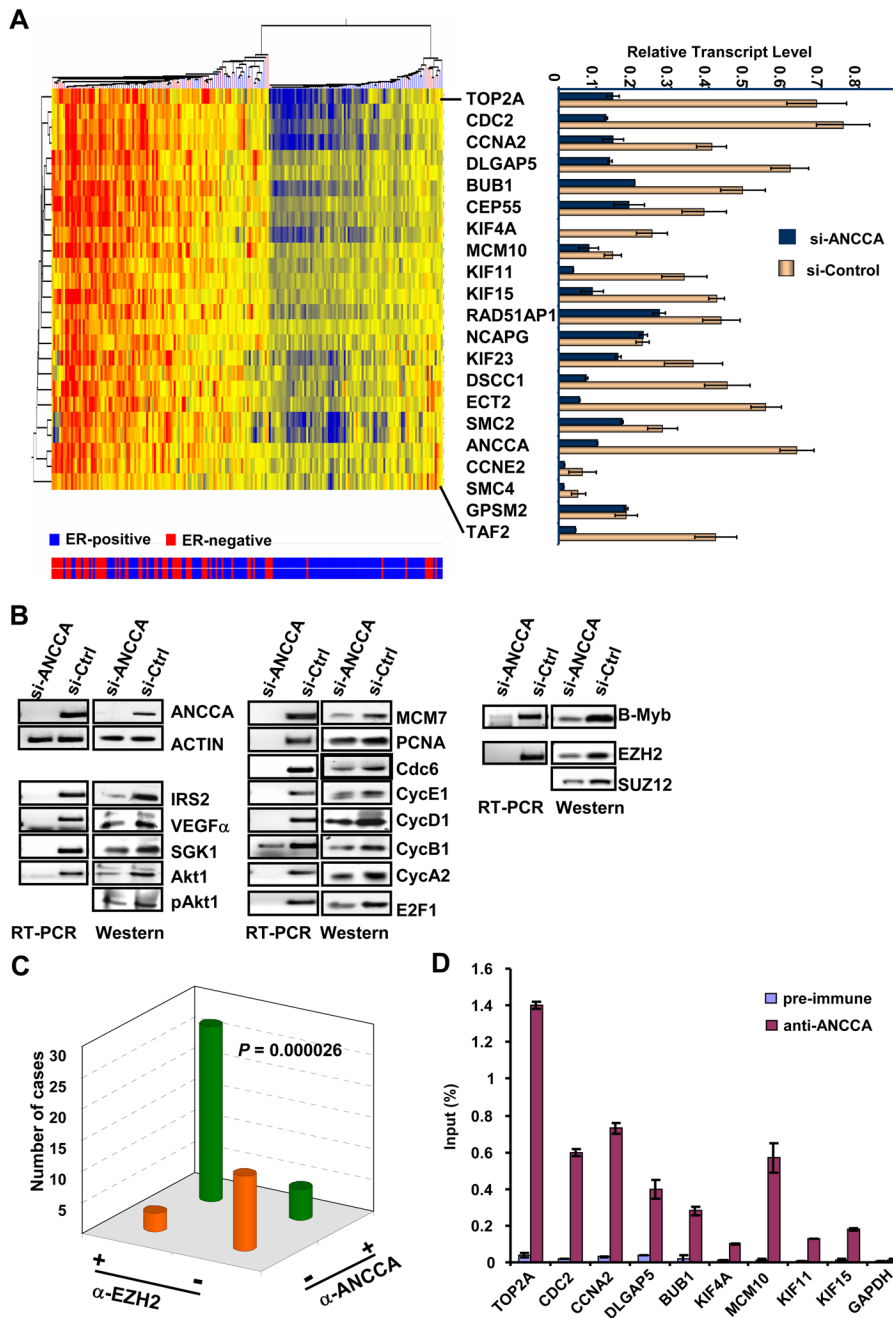 A
Relative Transcript Level
0
0.1
0.2
0.3
0.4
0.5
0.6
0.7
0.8
TOP2A
CDC2
CCNA2
DLGAP5
BUB1
CEP55
KIF4A
MCM10
KIF11
KIF15
RAD51AP1
NCAPG
KIF23
DSCC1
ECT2
SMC2
ANCCA
CCNE2
SMC4
GPSM2
TAF2
si-ANCCA
si-Control
ER-positive ER-negative
B
si-ANCCA si-Ctrl si-ANCCA si-Ctrl
ANCCA
ACTIN
IRS2
VEGFα
SGK1
Akt1
pAkt1
RT-PCR Western
si-ANCCA si-Ctrl si-ANCCA si-Ctrl
MCM7
PCNA
Cdc6
CycE1
CycD1
CycB1
CycA2
E2F1
RT-PCR Western
si-ANCCA si-Ctrl si-ANCCA si-Ctrl
B-Myb
EZH2
SUZ12
RT-PCR Western
C
Number of cases
30
25
20
15
10
5
P = 0.000026
+ -
α-EZH2
- +
α-ANCCA
D
Input (%)
1.6
1.4
1.2
1
0.8
0.6
0.4
0.2
0
pre-immune
anti-ANCCA
TOP2A
CDC2
CCNA2
DLGAP5
BUB1
KIF4A
MCM10
KIF11
KIF15
GAPDH